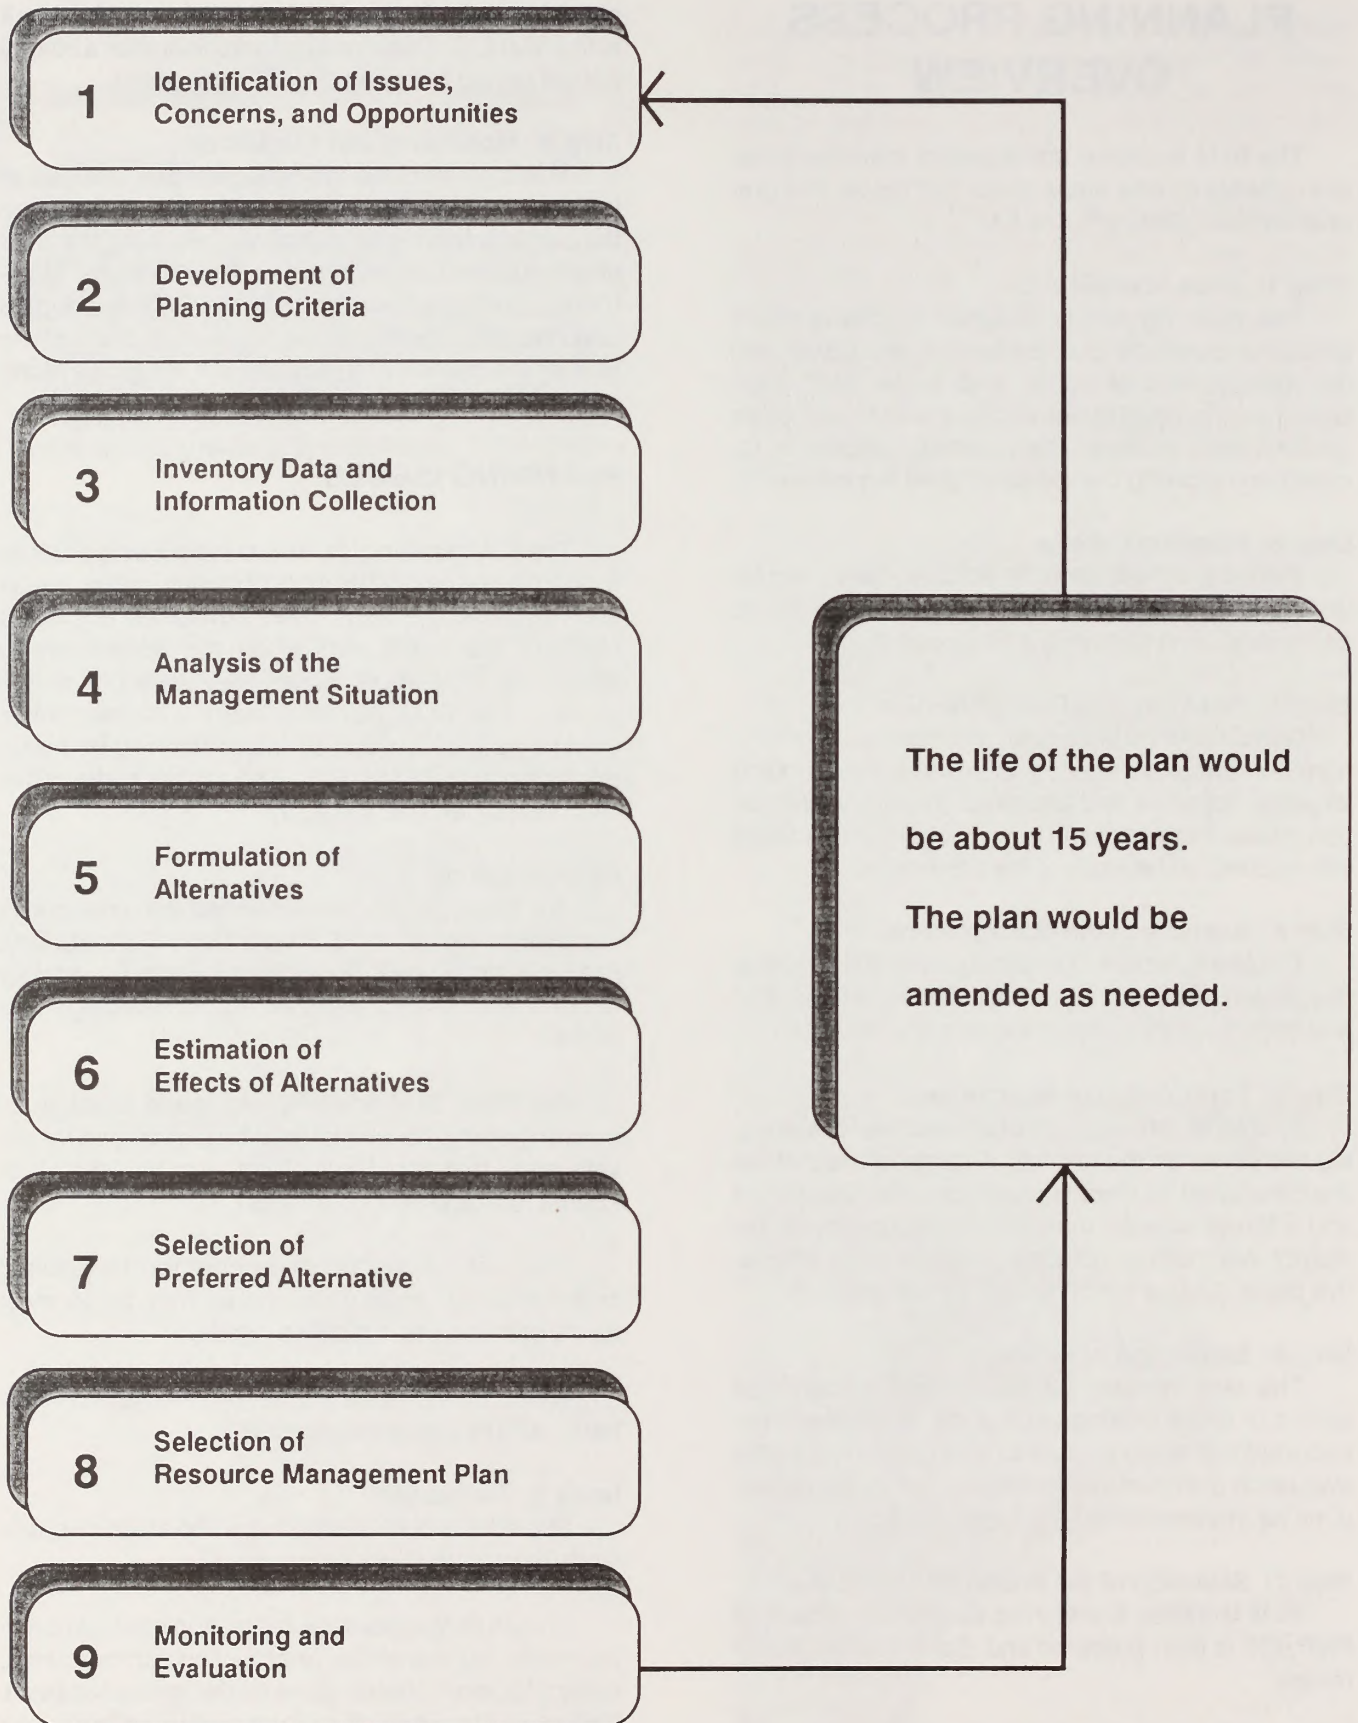 1
Identification of Issues,
Concerns, and Opportunities
2
Development of
Planning Criteria
3
Inventory Data and
Information Collection
4
Analysis of the
Management Situation
5
Formulation of
Alternatives
6
Estimation of
Effects of Alternatives
7
Selection of
Preferred Alternative
8
Selection of
Resource Management Plan
9
Monitoring and
Evaluation
The life of the plan would
be about 15 years.
The plan would be
amended as needed.